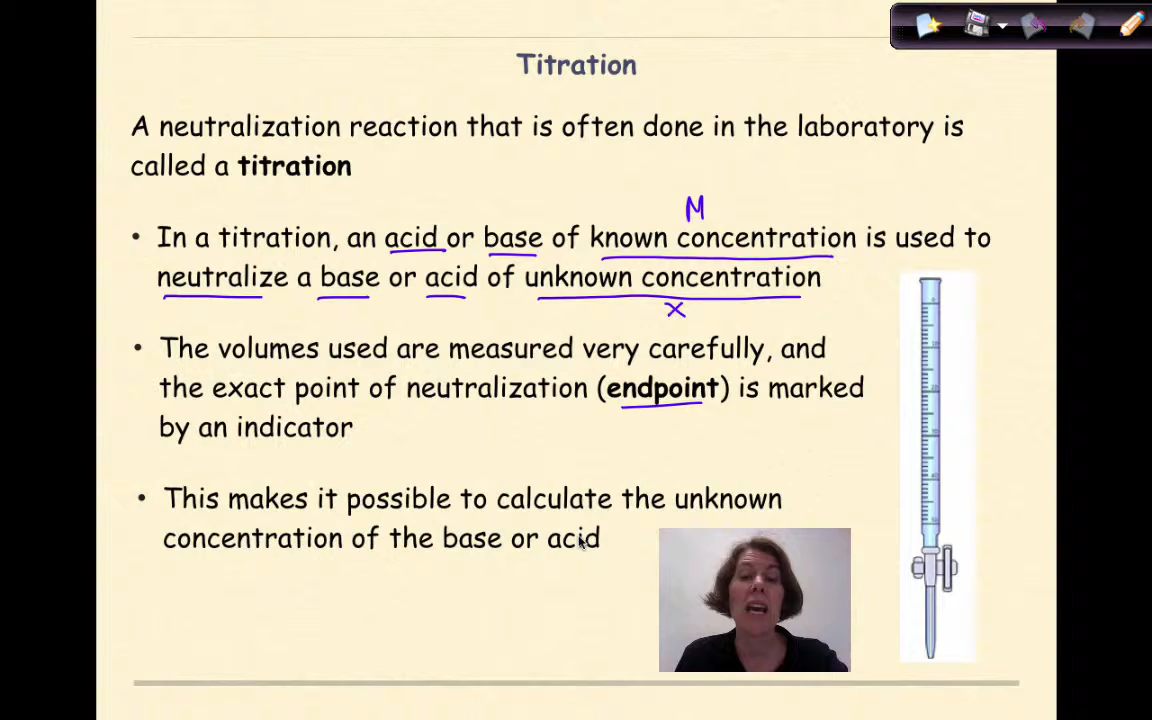 Titration
A neutralization reaction that is often done in the laboratory is
called a titration
M
• In a titration, an acid or base of known concentration is used to
neutralize a base or acid of unknown concentration
x
• The volumes used are measured very carefully, and
the exact point of neutralization (endpoint) is marked
by an indicator
• This makes it possible to calculate the unknown
concentration of the base or acid